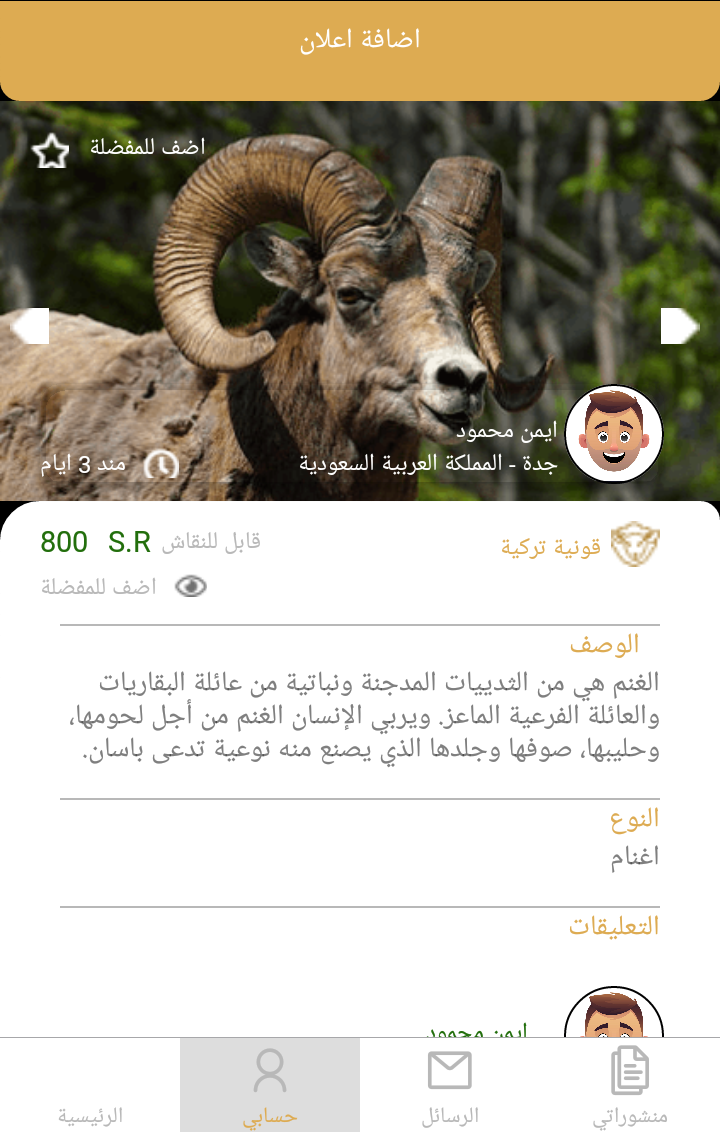 اضافة اعلان
اضف للمفضلة
ايمن محمود
جدة - المملكة العربية السعودية
مند 3 ايام
قونية تركية
قابل للنقاش 800 S.R
اضف للمفضلة
الوصف
الغنم هي من الثدييات المدجنة ونباتية من عائلة البقاريات
والعائلة الفرعية الماعز. ويربي الإنسان الغنم من أجل لحومها،
وحليبها، صوفها وجلدها الذي يصنع منه نوعية تدعى باسان.
النوع
اغنام
التعليقات
ايمن محمود
منشوراتي
الرسائل
حسابي
الرئيسية